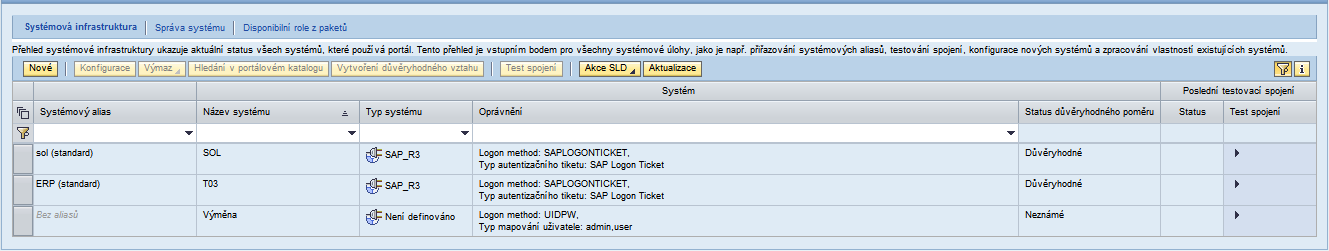 Systémová infrastruktura | Správa systému | Disponibilní role z paketů
Přehled systémové infrastruktury ukazuje aktuální status všech systémů, které používá portál. Tento přehled je vstupním bodem pro všechny systémové úlohy, jako je např. přiřazování systémových aliasů, testování spojení, konfigurace nových systémů a zpracování vlastností existujících systémů.
Nové Konfigurace Výmaz Hledání v portálovém katalogu Vytvoření důvěryhodného vztahu Test spojení Akce SLD Aktualizace
Systém Poslední testovací spojení
Systémový alias Název systému Typ systému Oprávnění Status důvěryhodného poměru Status Test spojení
sol (standard) SOL SAP_R3 Logon method: SAPLOGONTICKET, Důvěryhodné
Typ autentizačního tiketu: SAP Logon Ticket
ERP (standard) T03 SAP_R3 Logon method: SAPLOGONTICKET, Důvěryhodné
Typ autentizačního tiketu: SAP Logon Ticket
Bez aliasů Výměna Není definováno Logon method: UIDPW, Neznámé
Typ mapování uživatele: admin,user